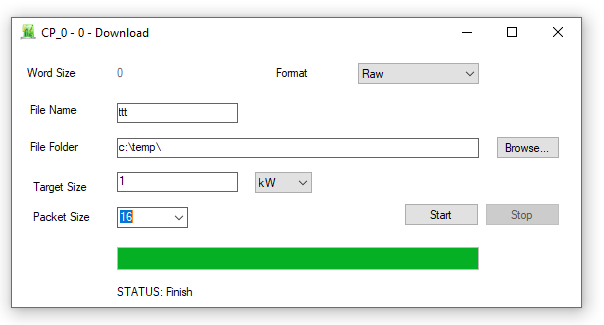 CP_0 - 0 - Download
Word Size 0 Format Raw
File Name ttt
File Folder c:\temp\ Browse...
Target Size 1 kW
Packet Size 16 Start Stop
STATUS: Finish